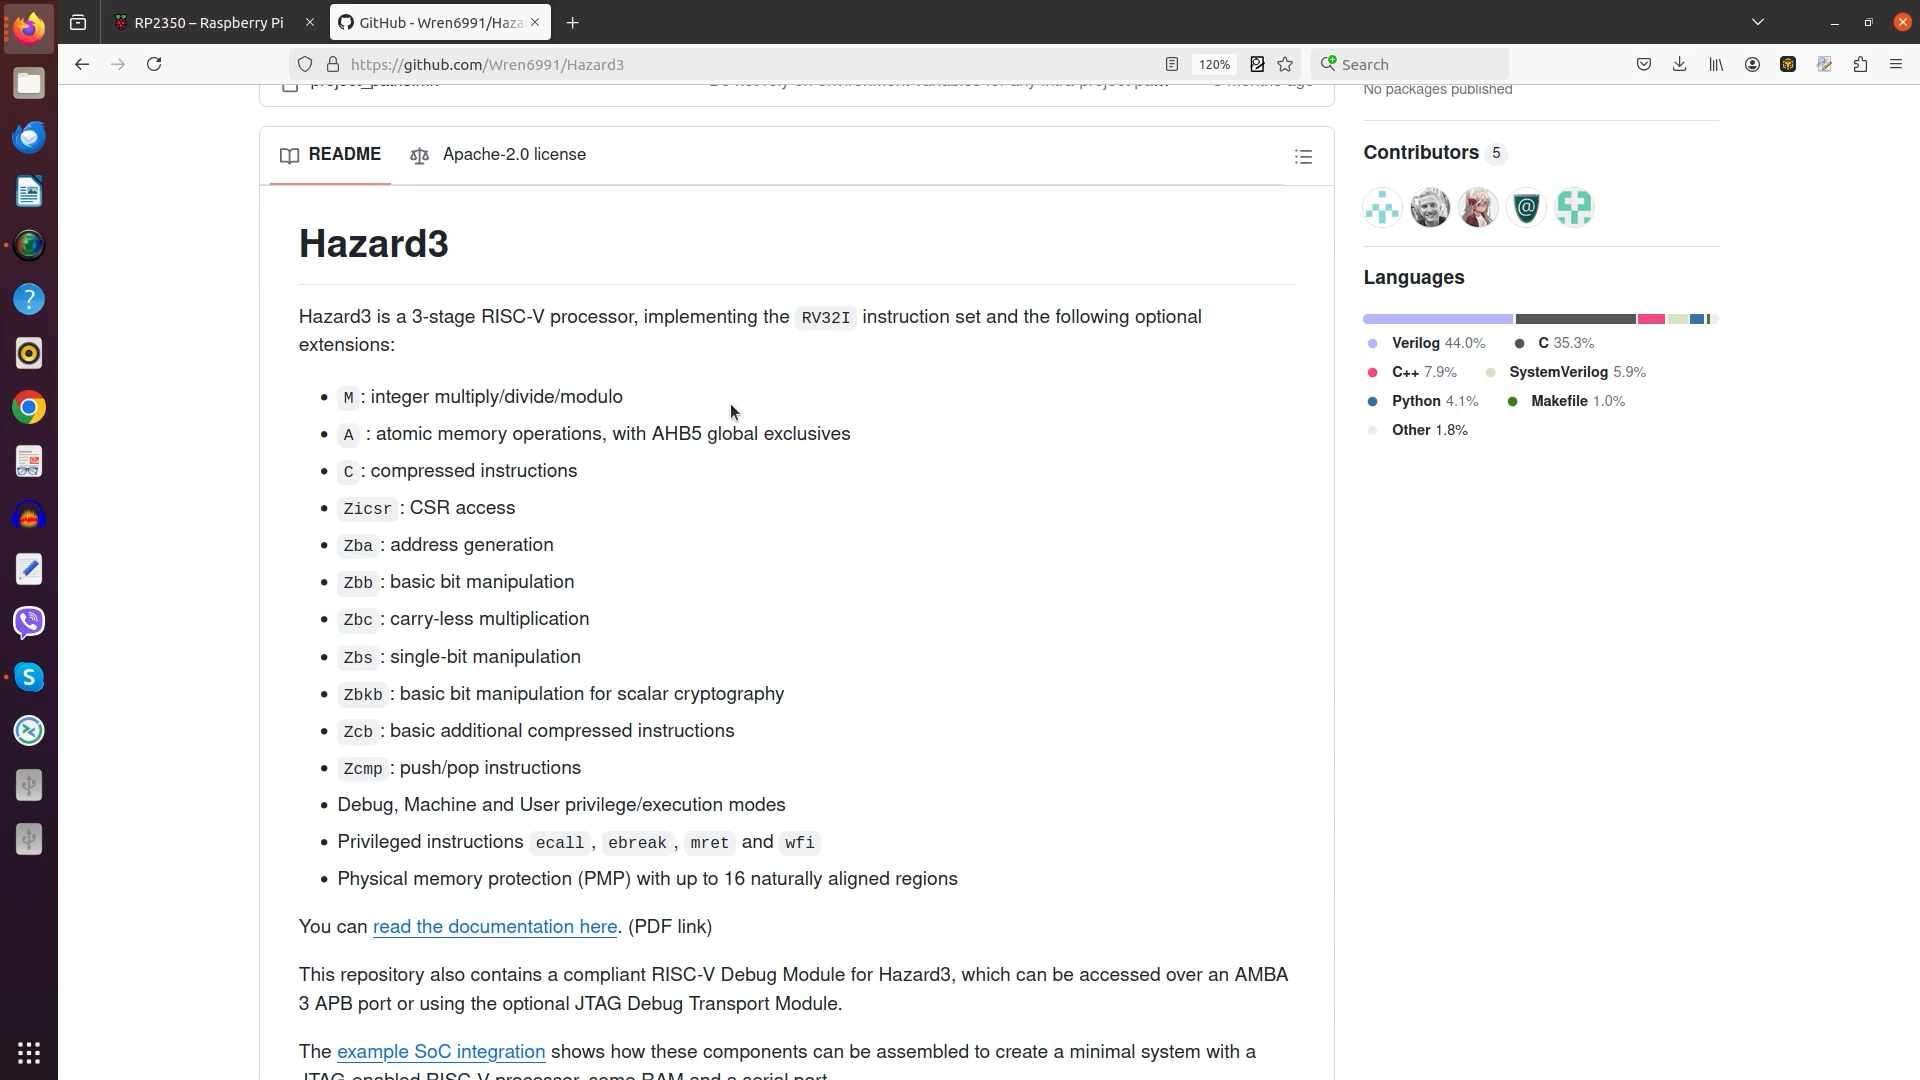 RP2350 – Raspberry Pi
GitHub - Wren6991/Haza
https://github.com/Wren6991/Hazard3
120%
Search
No packages published
README
Apache-2.0 license
Contributors 5
Hazard3
Languages
Hazard3 is a 3-stage RISC-V processor, implementing the RV32I instruction set and the following optional
extensions:
Verilog 44.0% C 35.3%
C++ 7.9% SystemVerilog 5.9%
Python 4.1% Makefile 1.0%
Other 1.8%
M : integer multiply/divide/modulo
A : atomic memory operations, with AHB5 global exclusives
C : compressed instructions
Zicsr : CSR access
Zba : address generation
Zbb : basic bit manipulation
Zbc : carry-less multiplication
Zbs : single-bit manipulation
Zbkb : basic bit manipulation for scalar cryptography
Zcb : basic additional compressed instructions
Zcmp : push/pop instructions
Debug, Machine and User privilege/execution modes
Privileged instructions ecall , ebreak , mret and wfi
Physical memory protection (PMP) with up to 16 naturally aligned regions
You can read the documentation here. (PDF link)
This repository also contains a compliant RISC-V Debug Module for Hazard3, which can be accessed over an AMBA
3 APB port or using the optional JTAG Debug Transport Module.
The example SoC integration shows how these components can be assembled to create a minimal system with a
JTAG-enabled RISC-V processor, some RAM and a serial port.